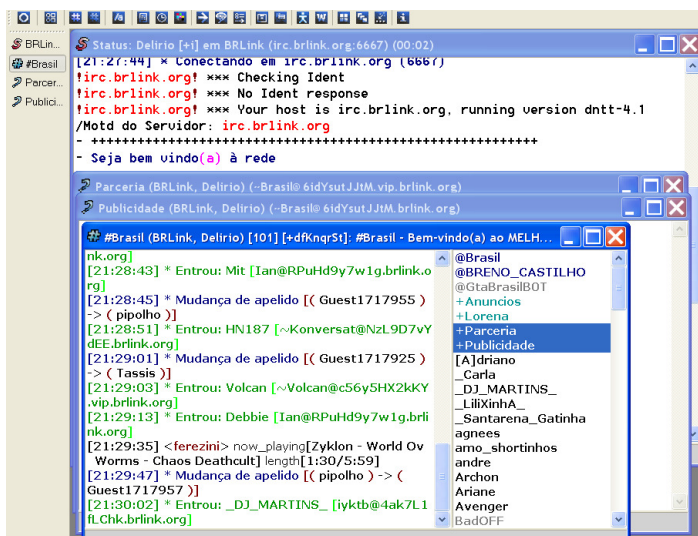 BRLin...
#Brasil
Parcer...
Publici...
Status: Delirio [+i] em BRLink (irc.brlink.org:6667) (00:02)
[21:27:44] * Conectando em irc.brlink.org (6667)
!irc.brlink.org! *** Checking Ident
!irc.brlink.org! *** No Ident response
!irc.brlink.org! *** Your host is irc.brlink.org, running version dntt-4.1
/Motd do Servidor: irc.brlink.org
- ++++++++++++++++++++++++++++++++++++++++++++++++++++++++++
- Seja bem vindo(a) à rede
Parceria (BRLink, Delirio) (~Brasil@6idYsutJJtM.vip.brlink.org)
Publicidade (BRLink, Delirio) (~Brasil@6idYsutJJtM.brlink.org)
#Brasil (BRLink, Delirio) [101] [+dfKnqrSt]: #Brasil - Bem-vindo(a) ao MELH...
nk.org]
[21:28:43] * Entrou: Mit [Ian@RPuHd9y7w1g.brlink.o
rg]
[21:28:45] * Mudança de apelido [( Guest1717955 )
-> ( pipolho )]
[21:28:51] * Entrou: HN187 [~Konversat@NzL9D7vY
dEE.brlink.org]
[21:29:01] * Mudança de apelido [( Guest1717925 )
-> ( Tassis )]
[21:29:03] * Entrou: Volcan [~Volcan@c56y5HX2kKY
.vip.brlink.org]
[21:29:13] * Entrou: Debbie [Ian@RPuHd9y7w1g.brli
nk.org]
[21:29:35] <ferezini> now_playing[Zyklon - World Ov
Worms - Chaos Deathcult] length[1:30/5:59]
[21:29:47] * Mudança de apelido [( pipolho ) -> (
Guest1717957 )]
[21:30:02] * Entrou: _DJ_MARTINS_ [iyktb@4ak7L1
fLChk.brlink.org]
@Brasil
@BRENO_CASTILHO
@GtaBrasilBOT
+Anuncios
+Lorena
+Parceria
+Publicidade
[A]driano
_Carla
_DJ_MARTINS_
_LiliXinhA_
_Santarena_Gatinha
agnees
amo_shortinhos
andre
Archon
Ariane
Avenger
BadOFF